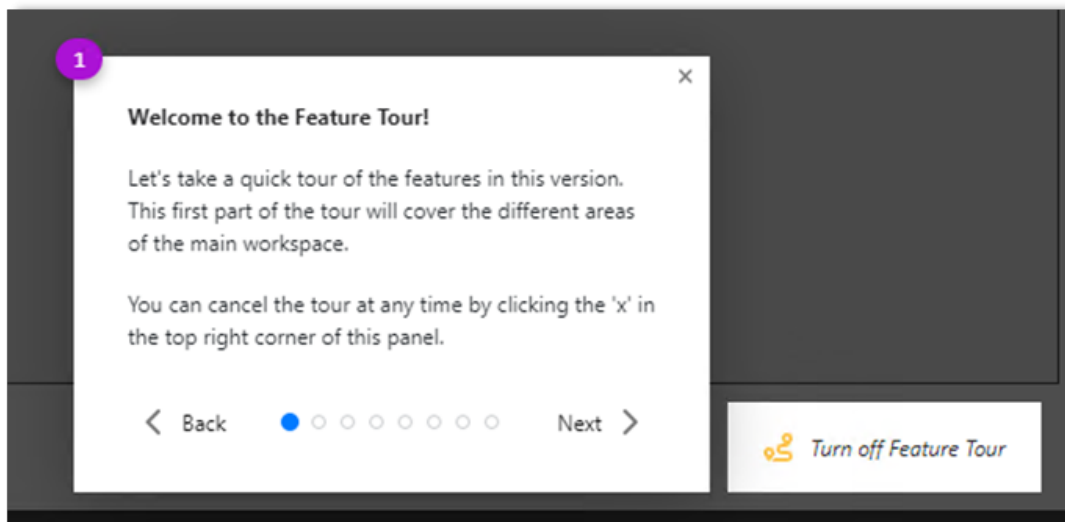 1
×
Welcome to the Feature Tour!
Let's take a quick tour of the features in this version.
This first part of the tour will cover the different areas
of the main workspace.
You can cancel the tour at any time by clicking the 'x' in
the top right corner of this panel.
Back Next
Turn off Feature Tour